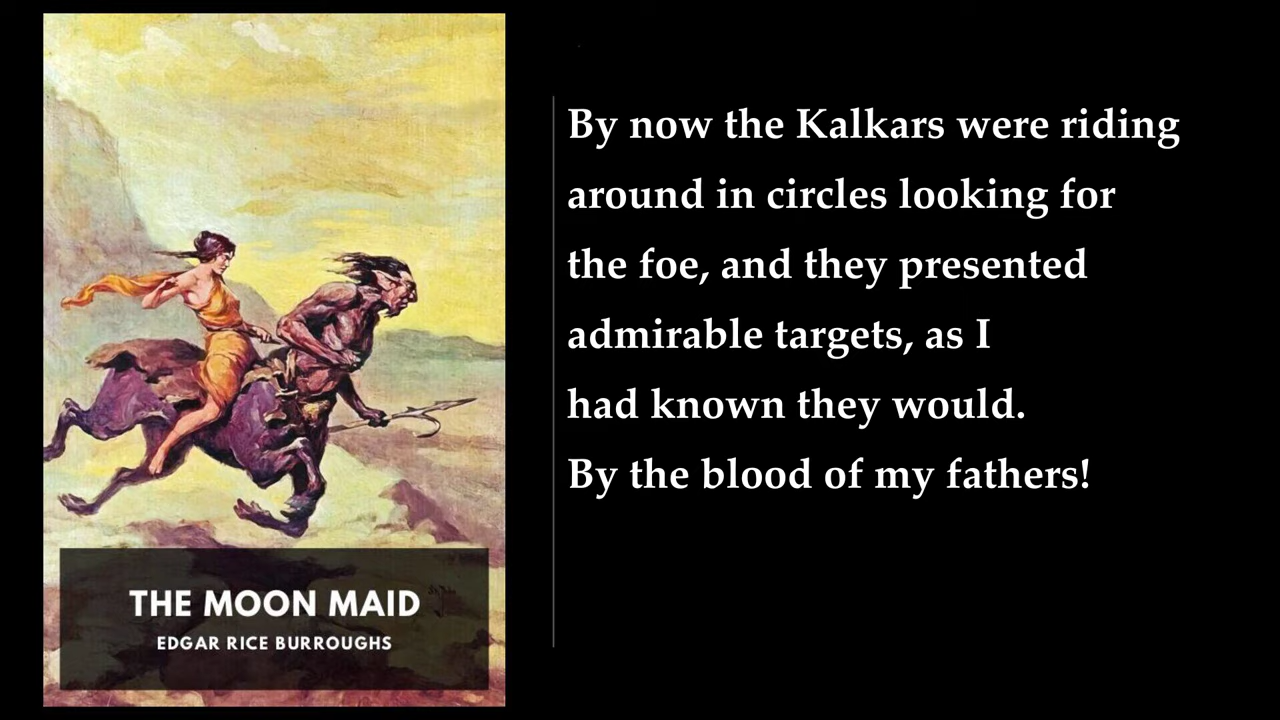 THE MOON MAID
EDGAR RICE BURROUGHS
By now the Kalkars were riding
around in circles looking for
the foe, and they presented
admirable targets, as I
had known they would.
By the blood of my fathers!